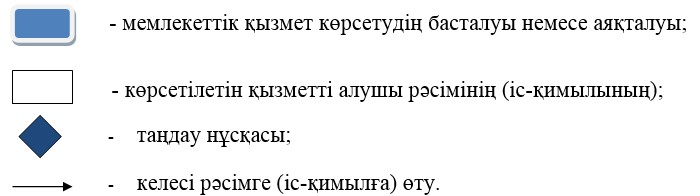 - мемлекеттік қызмет көрсетудің басталуы немесе аяқталуы;
- көрсетілетін қызметті алушы рәсімінің (іс-қимылының);
- таңдау нұсқасы;
- келесі рәсімге (іс-қимылға) өту.